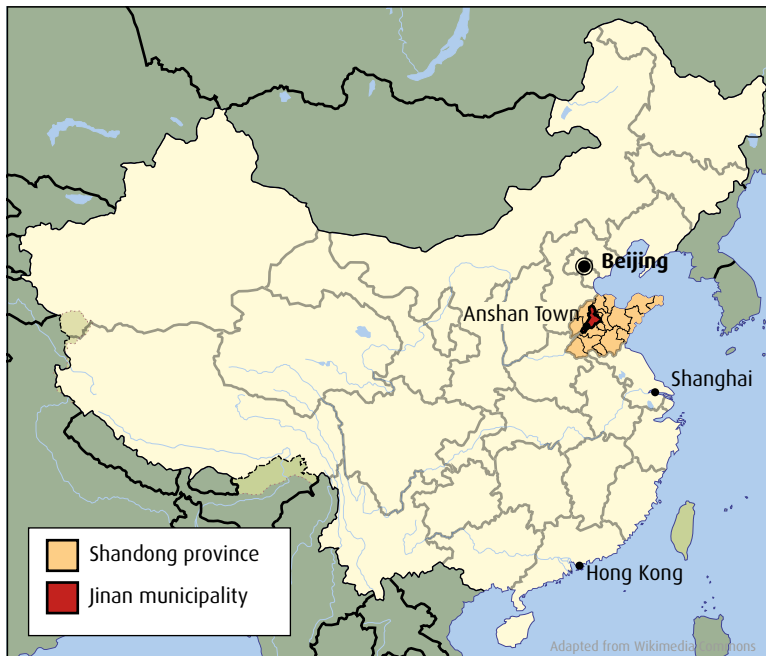 Beijing
Anshan Town
Shanghai
Hong Kong
Shandong province
Jinan municipality
Adapted from Wikimedia Commons